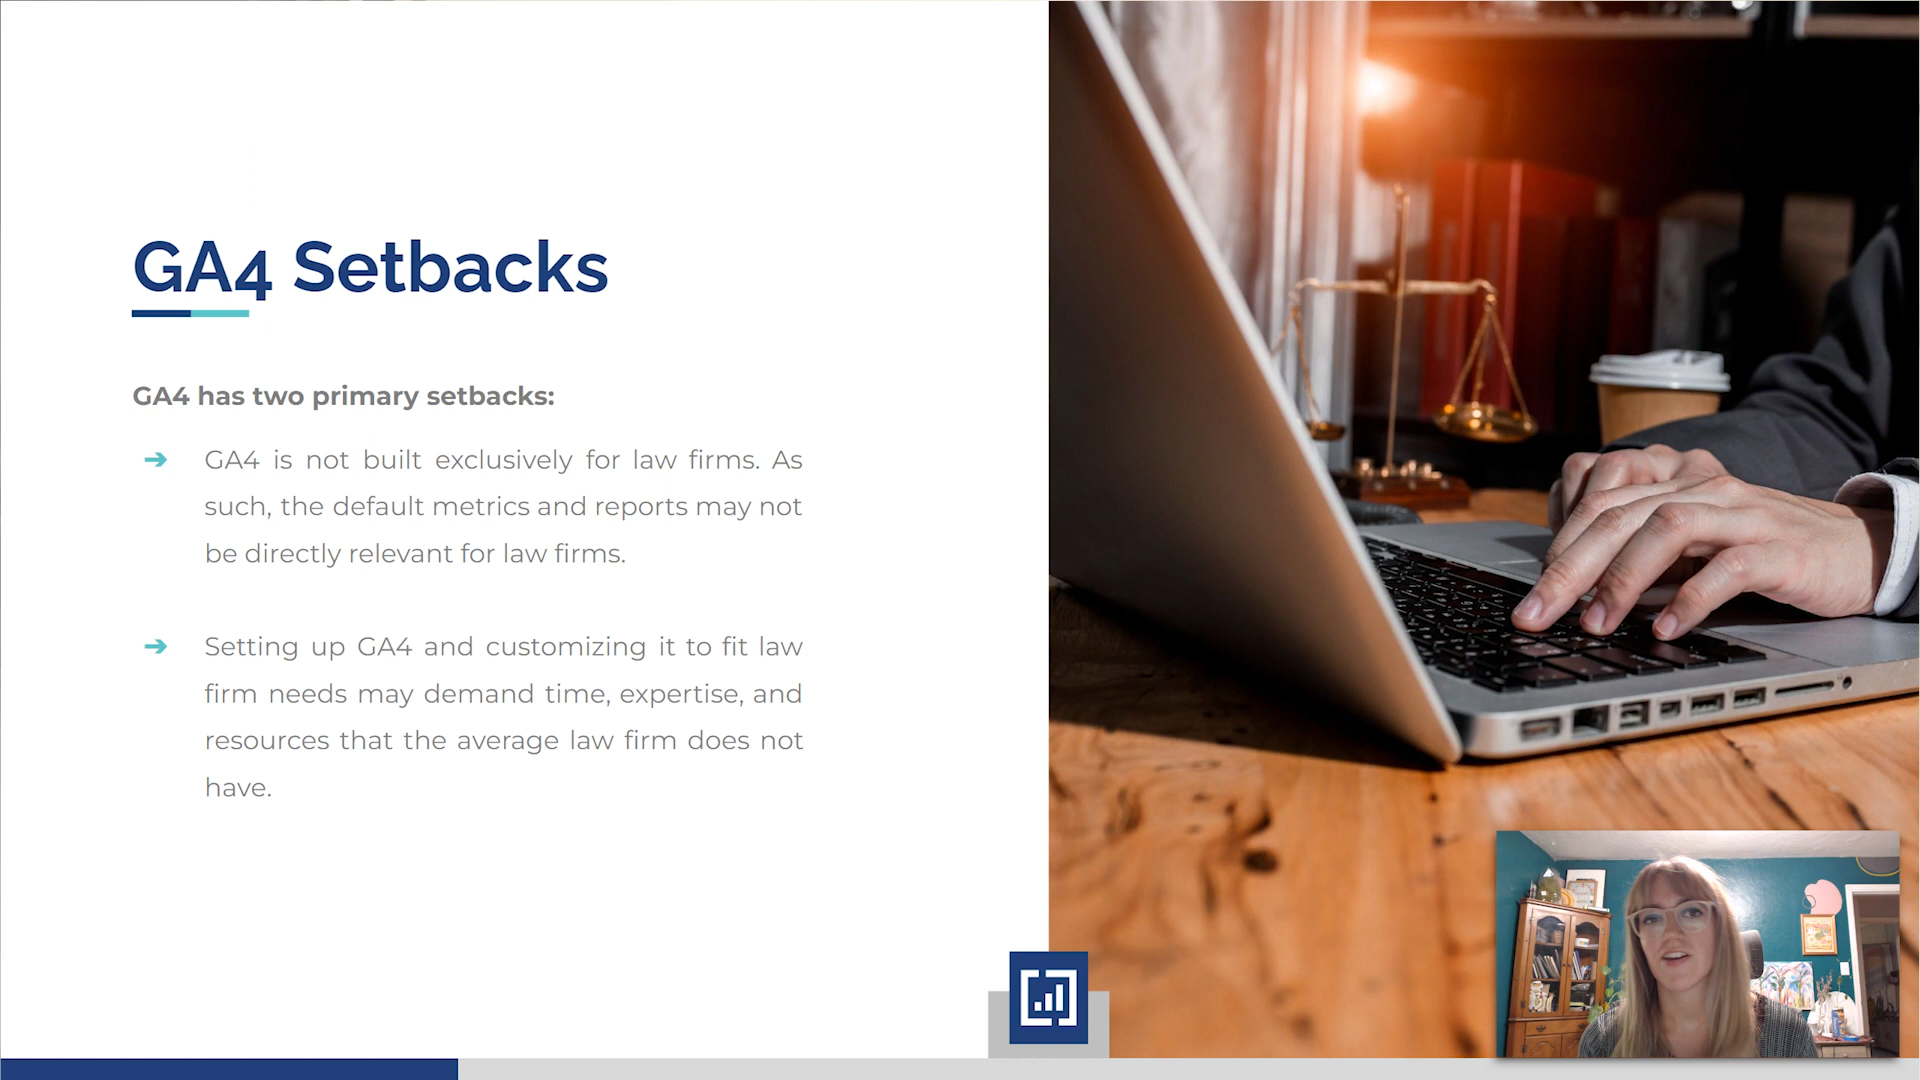 GA4 Setbacks
GA4 has two primary setbacks:
➔ GA4 is not built exclusively for law firms. As
such, the default metrics and reports may not
be directly relevant for law firms.
➔ Setting up GA4 and customizing it to fit law
firm needs may demand time, expertise, and
resources that the average law firm does not
have.